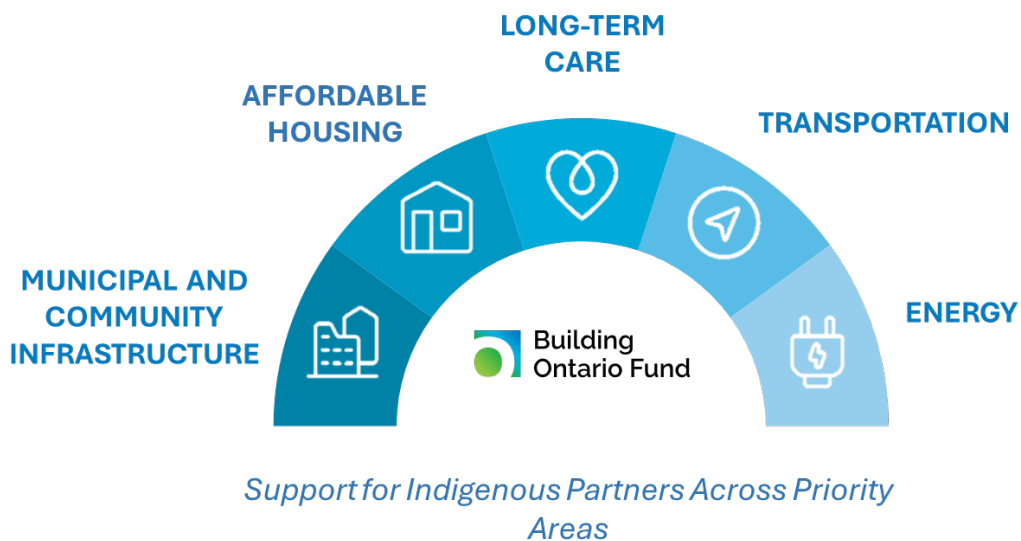 LONG-TERM
CARE
AFFORDABLE
HOUSING
TRANSPORTATION
MUNICIPAL AND
COMMUNITY
INFRASTRUCTURE
ENERGY
Building
Ontario Fund
Support for Indigenous Partners Across Priority
Areas